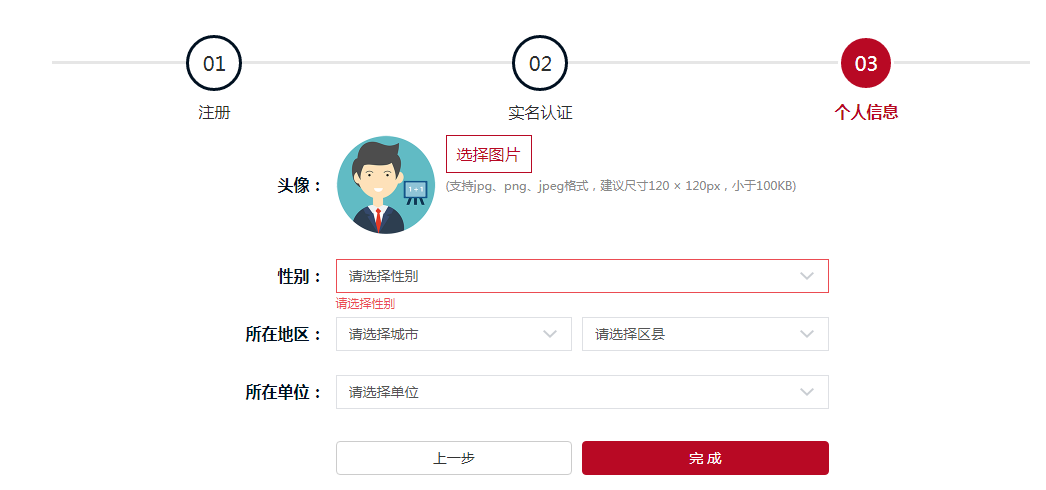 01 02 03
注册 实名认证 个人信息
选择图片
头像： 1+1 (支持jpg、png、jpeg格式，建议尺寸120 × 120px，小于100KB)
性别： 请选择性别
请选择性别
所在地区： 请选择城市 请选择区县
所在单位： 请选择单位
上一步 完 成